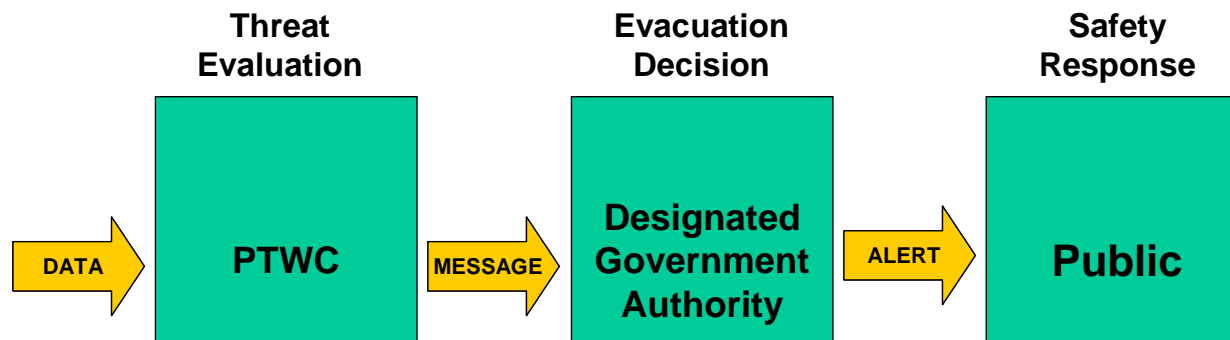 Threat
Evaluation
Evacuation
Decision
Safety
Response
DATA
PTWC
MESSAGE
Designated
Government
Authority
ALERT
Public